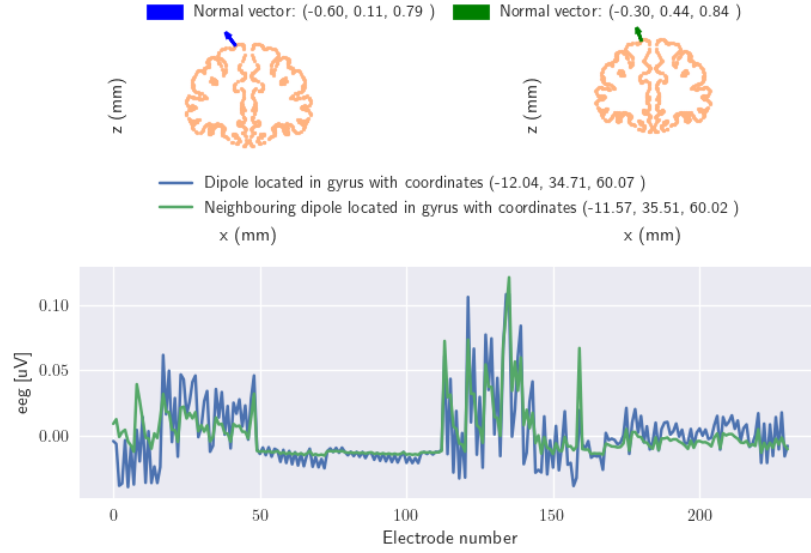 Normal vector: (-0.60, 0.11, 0.79 )
Normal vector: (-0.30, 0.44, 0.84 )
z (mm)
z (mm)
Dipole located in gyrus with coordinates (-12.04, 34.71, 60.07 )
Neighbouring dipole located in gyrus with coordinates (-11.57, 35.51, 60.02 )
x (mm)
x (mm)
0.10
0.05
0.00
eeg [uV]
0
50
100
150
200
Electrode number